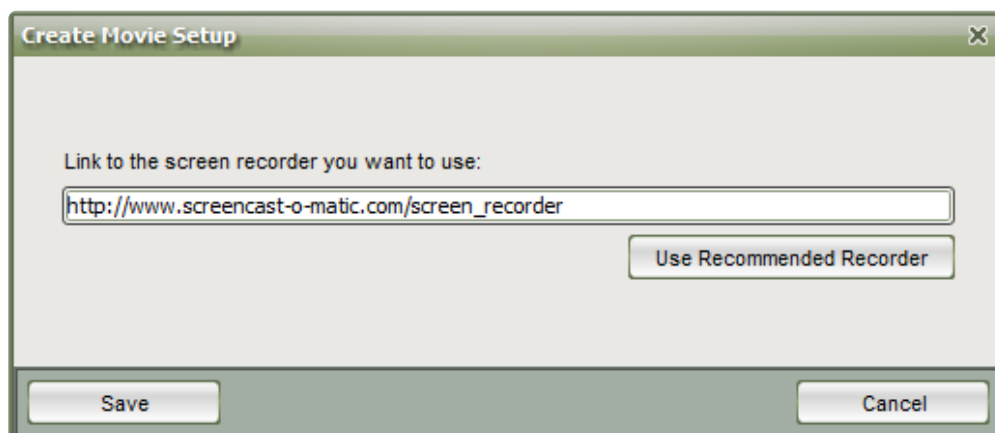 Create Movie Setup
Link to the screen recorder you want to use:
http://www.screencast-o-matic.com/screen_recorder
Use Recommended Recorder
Save Cancel